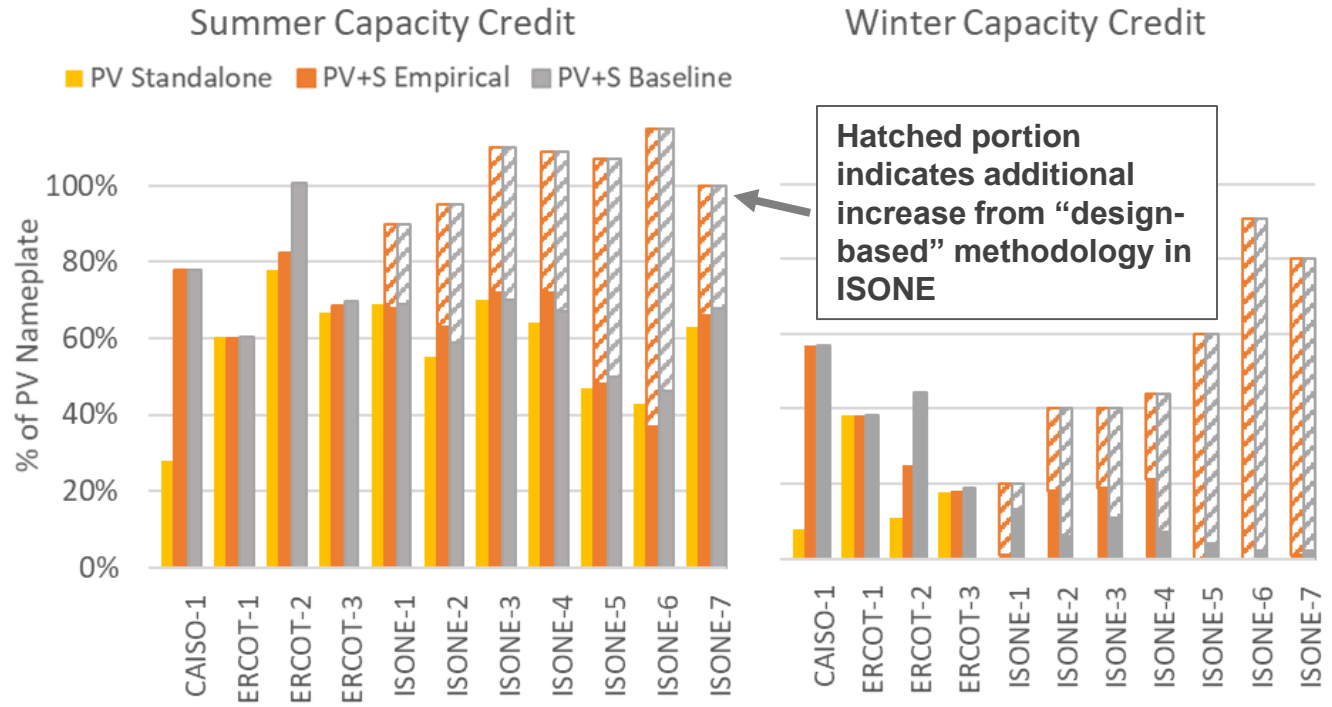 Summer Capacity Credit
Winter Capacity Credit
PV Standalone PV+S Empirical PV+S Baseline
Hatched portion
indicates additional
increase from “design-
based” methodology in
ISONE
% of PV Nameplate
100%
80%
60%
40%
20%
0%
CAISO-1
ERCOT-1
ERCOT-2
ERCOT-3
ISONE-1
ISONE-2
ISONE-3
ISONE-4
ISONE-5
ISONE-6
ISONE-7
CAISO-1
ERCOT-1
ERCOT-2
ERCOT-3
ISONE-1
ISONE-2
ISONE-3
ISONE-4
ISONE-5
ISONE-6
ISONE-7